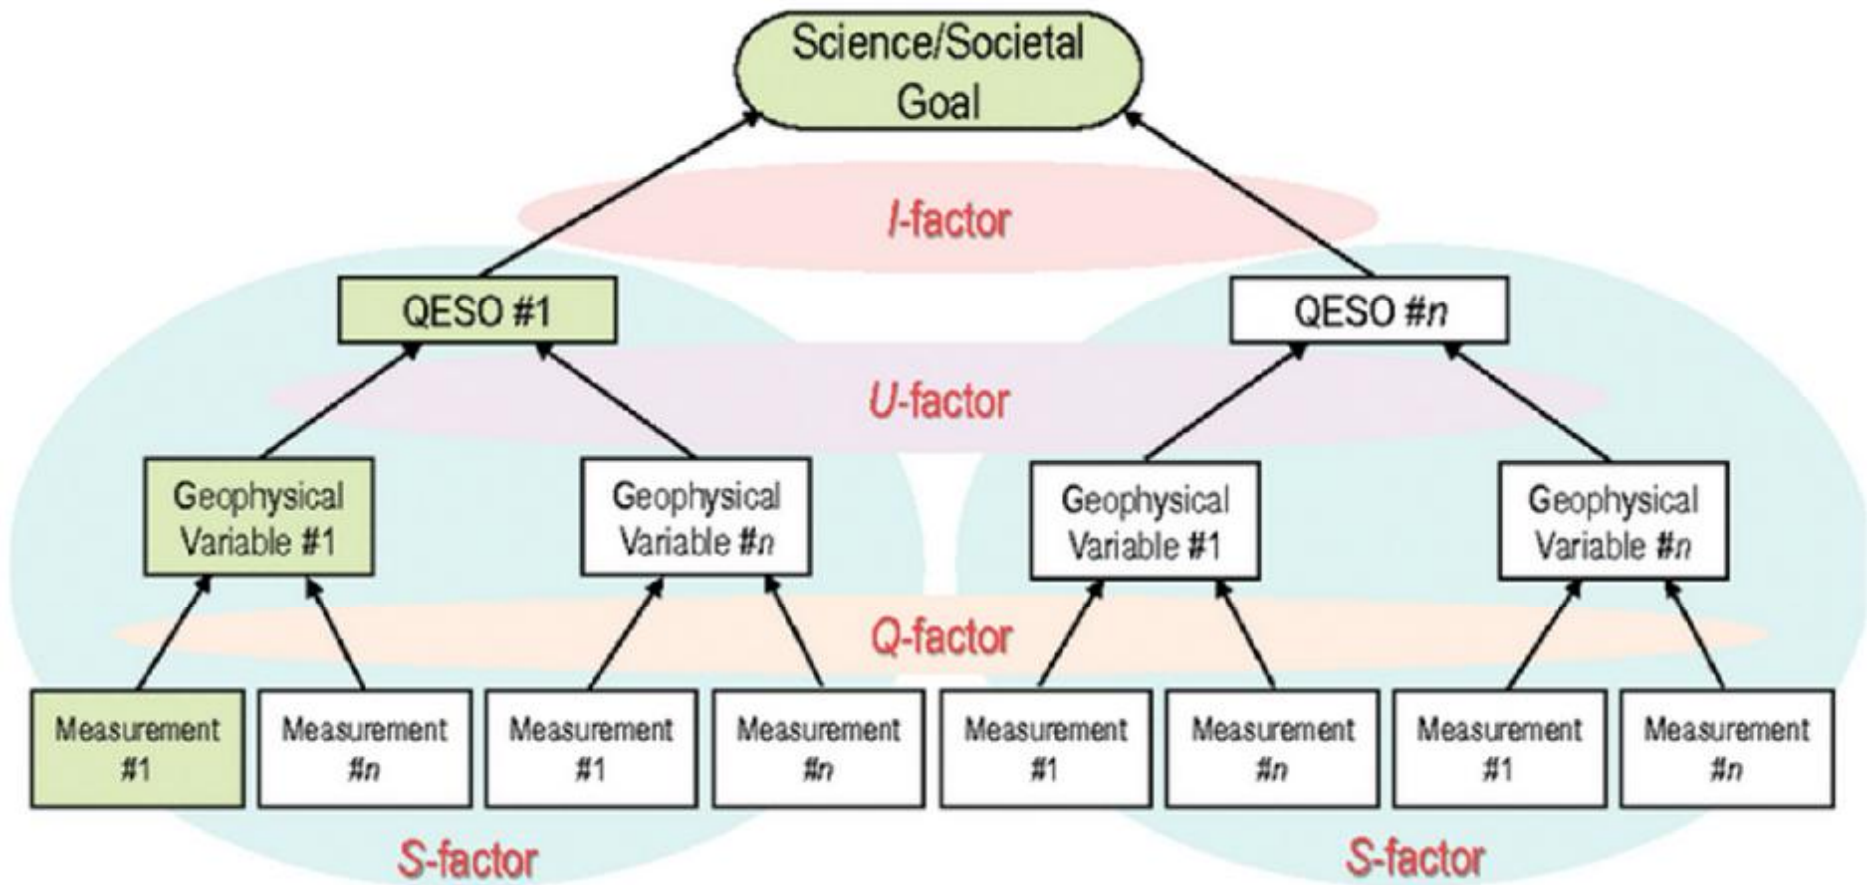 Science/Societal
Goal
I-factor
QESO #1
QESO #n
U-factor
Geophysical
Variable #1
Geophysical
Variable #n
Geophysical
Variable #1
Geophysical
Variable #n
Q-factor
Measurement
#1
Measurement
#n
Measurement
#1
Measurement
#n
Measurement
#1
Measurement
#n
Measurement
#1
Measurement
#n
S-factor
S-factor